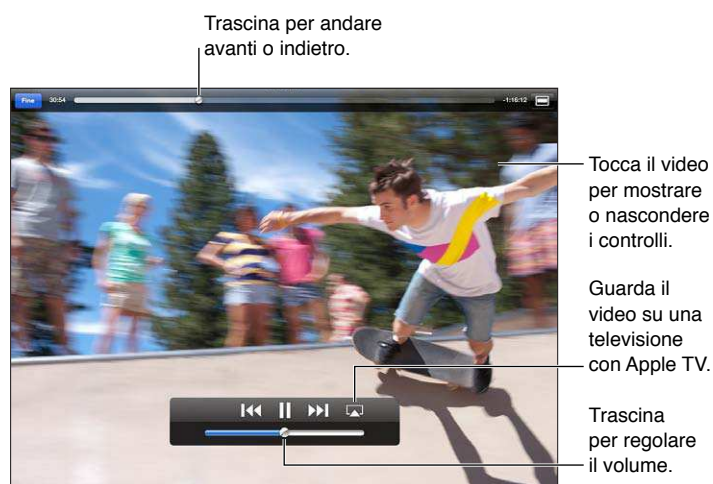 Trascina per andare
avanti o indietro.
Fine 30:54 -1:16:12
Tocca il video
per mostrare
o nascondere
i controlli.
Guarda il
video su una
televisione
con Apple TV.
Trascina
per regolare
il volume.